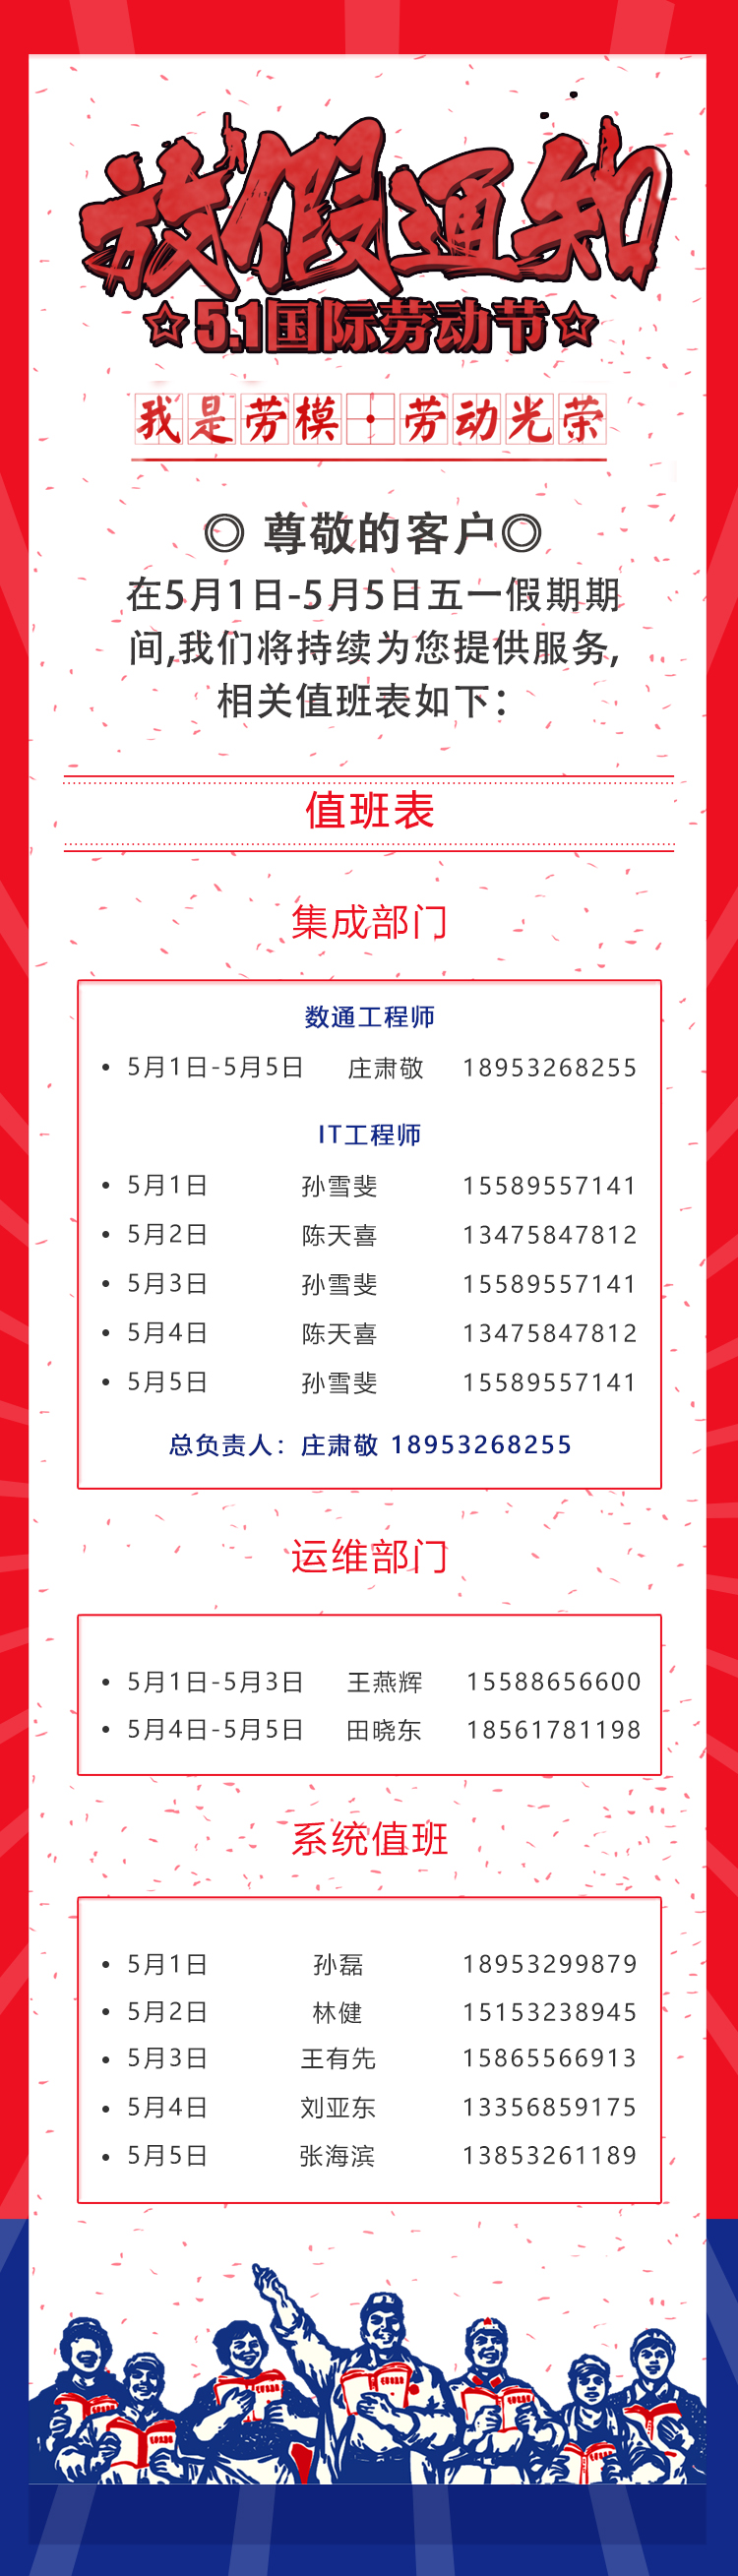 放假通知
☆5.1国际劳动节☆
我是劳模·劳动光荣
◎ 尊敬的客户◎
在5月1日-5月5日五一假期期
间,我们将持续为您提供服务,
相关值班表如下：
值班表
集成部门
数通工程师
• 5月1日-5月5日 庄肃敬 18953268255
IT工程师
• 5月1日 孙雪斐 15589557141
• 5月2日 陈天喜 13475847812
• 5月3日 孙雪斐 15589557141
• 5月4日 陈天喜 13475847812
• 5月5日 孙雪斐 15589557141
总负责人：庄肃敬 18953268255
运维部门
• 5月1日-5月3日 王燕辉 15588656600
• 5月4日-5月5日 田晓东 18561781198
系统值班
• 5月1日 孙磊 18953299879
• 5月2日 林健 15153238945
• 5月3日 王有先 15865566913
• 5月4日 刘亚东 13356859175
• 5月5日 张海滨 13853261189